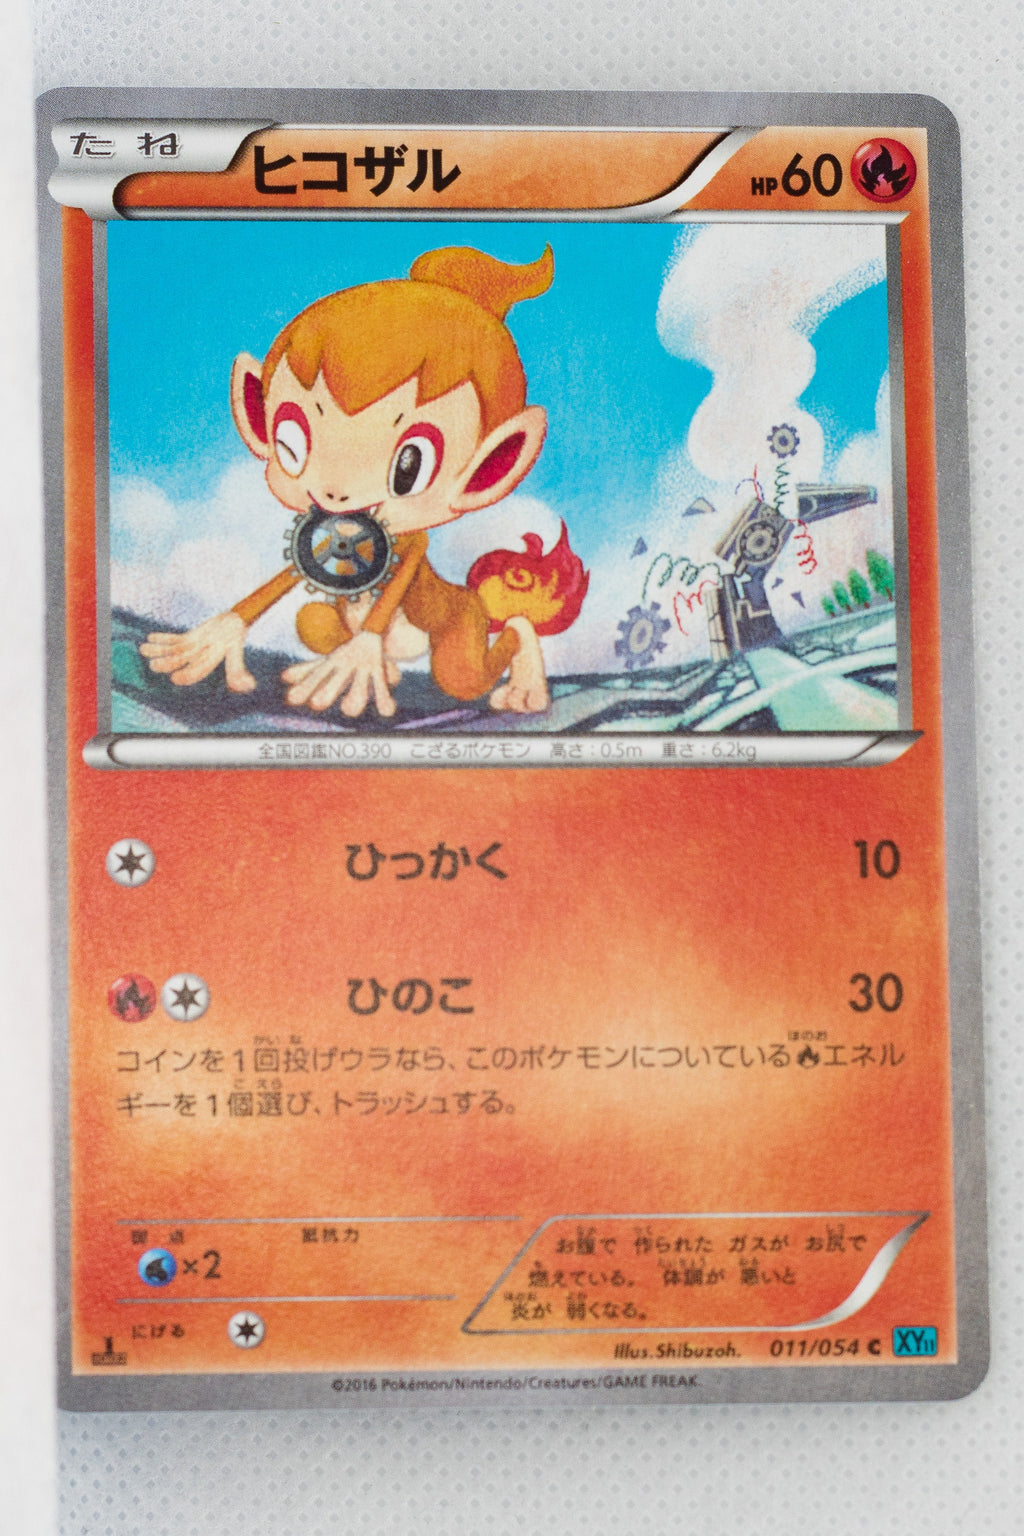 たね
ヒコザル
HP60
全国図鑑NO.390 こざるポケモン 高さ：0.5m 重さ：6.2kg
ひっかく 10
ひのこ 30
コインを1回投げウラなら、このポケモンについているエネル
ギーを1個選び、トラッシュする。
弱点 抵抗力
×2
にげる
お腹で 作られた ガスが お尻で
燃えている。 体調が 悪いと
炎が 弱くなる。
Illus.Shibuzoh. 011/054 C XY11
©2016 Pokémon/Nintendo/Creatures/GAME FREAK.